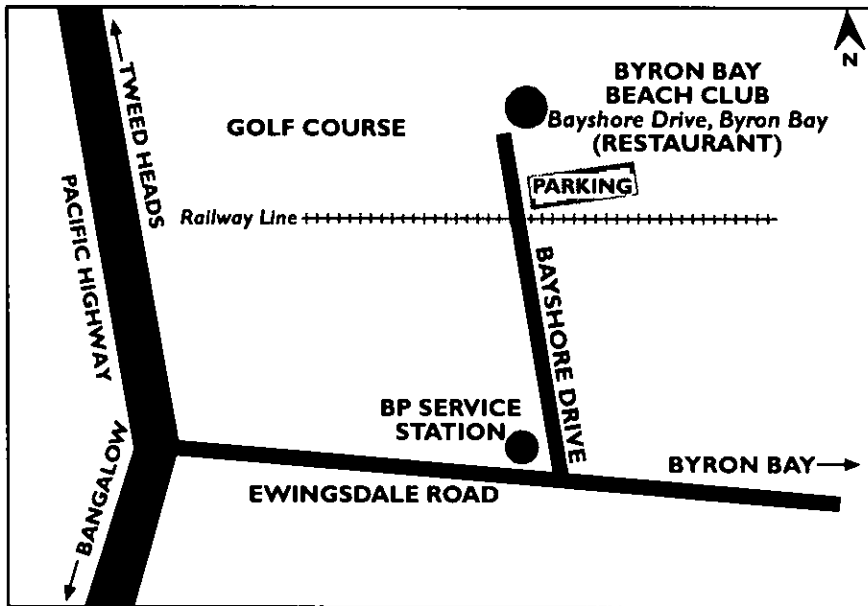 N
BYRON BAY
BEACH CLUB
Bayshore Drive, Byron Bay
(RESTAURANT)
TWEED HEADS
GOLF COURSE
PARKING
PACIFIC HIGHWAY
Railway Line
BAYSHORE DRIVE
BP SERVICE
STATION
BANGALOW
BYRON BAY
EWINGSDALE ROAD